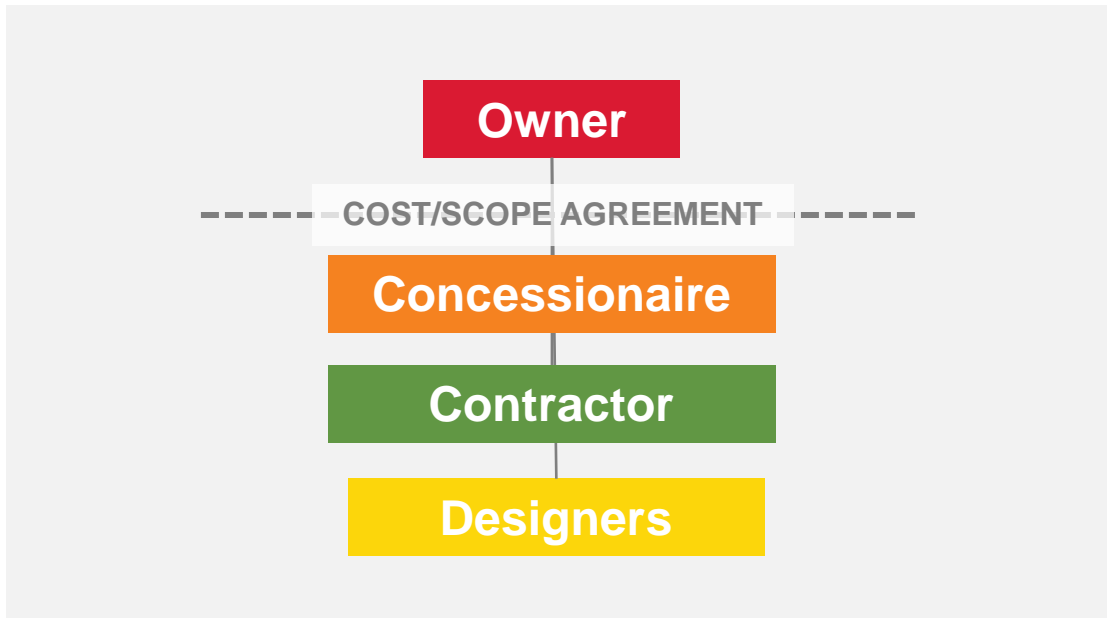 Owner
COST/SCOPE AGREEMENT
Concessionaire
Contractor
Designers